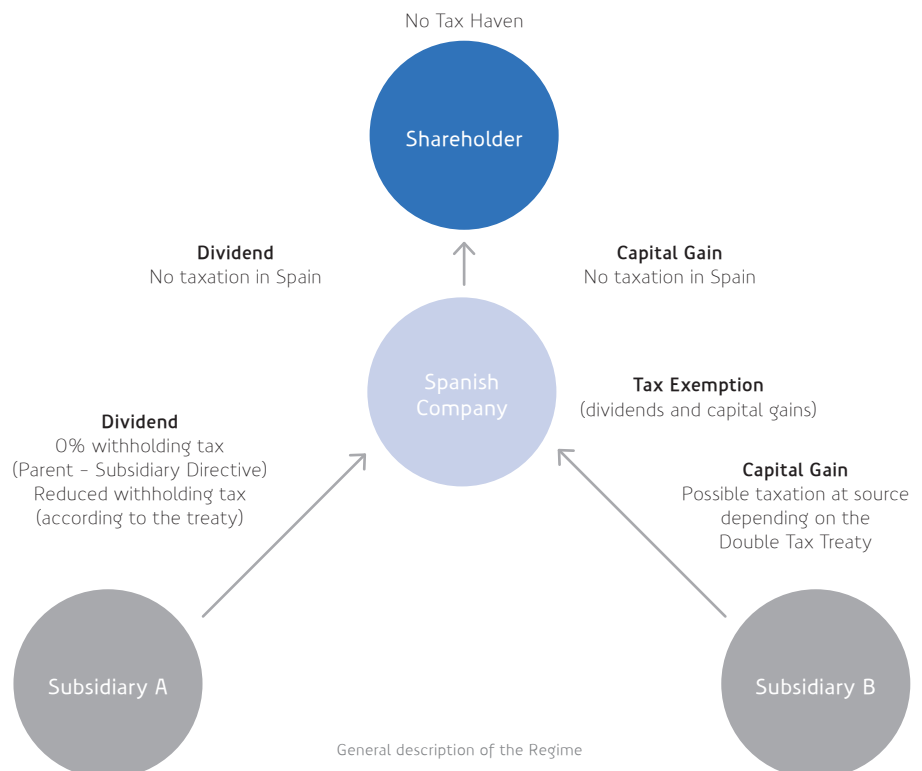 No Tax Haven
Shareholder
Dividend
No taxation in Spain
Capital Gain
No taxation in Spain
Spanish
Company
Tax Exemption
(dividends and capital gains)
Dividend
0% withholding tax
(Parent – Subsidiary Directive)
Reduced withholding tax
(according to the treaty)
Capital Gain
Possible taxation at source
depending on the
Double Tax Treaty
Subsidiary A
Subsidiary B
General description of the Regime